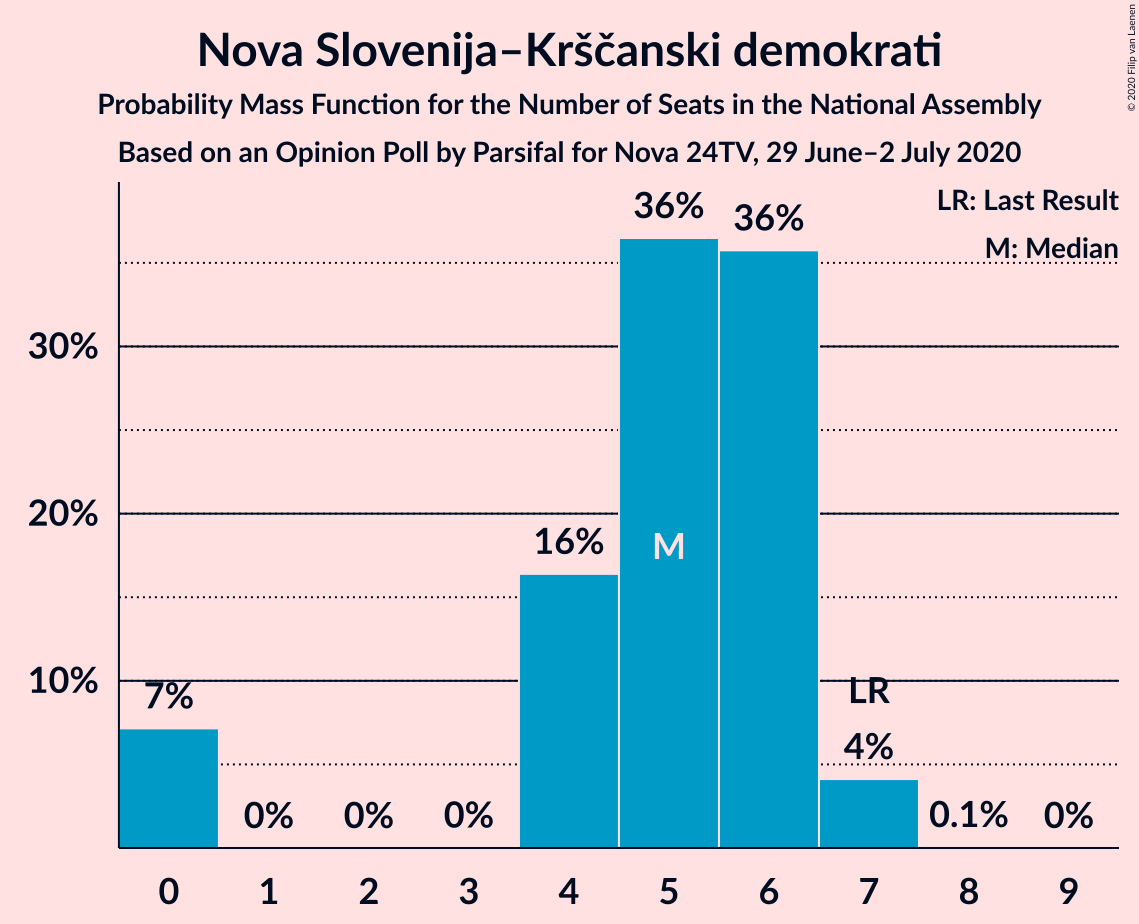 Nova Slovenija–Krščanski demokrati
Probability Mass Function for the Number of Seats in the National Assembly
Based on an Opinion Poll by Parsifal for Nova 24TV, 29 June–2 July 2020
© 2020 Filip van Laenen
LR: Last Result
M: Median
36%
36%
30%
20%
16%
M
10%
7%
LR
4%
0%
0%
0%
0.1%
0%
0 1 2 3 4 5 6 7 8 9